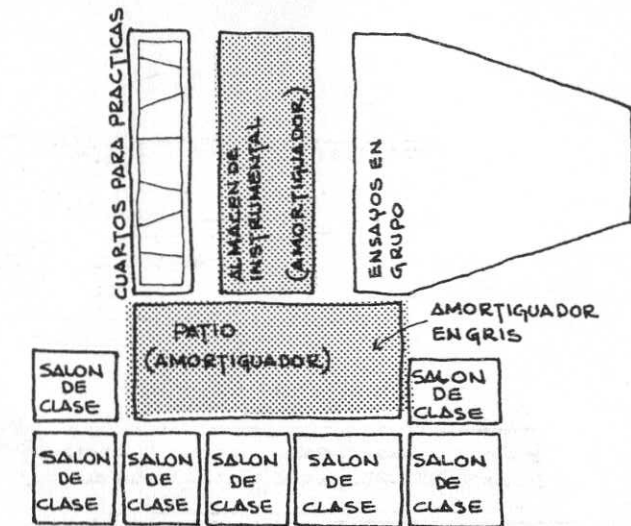 CUARTOS PARA PRACTICAS
ALMACEN DE
INSTRUMENTAL
(AMORTIGUADOR)
ENSAYOS EN
GRUPO
PATIO
(AMORTIGUADOR)
AMORTIGUADOR
EN GRIS
SALON
DE
CLASE
SALON
DE
CLASE
SALON
DE
CLASE
SALON
DE
CLASE
SALON
DE
CLASE
SALON
DE
CLASE
SALON
DE
CLASE